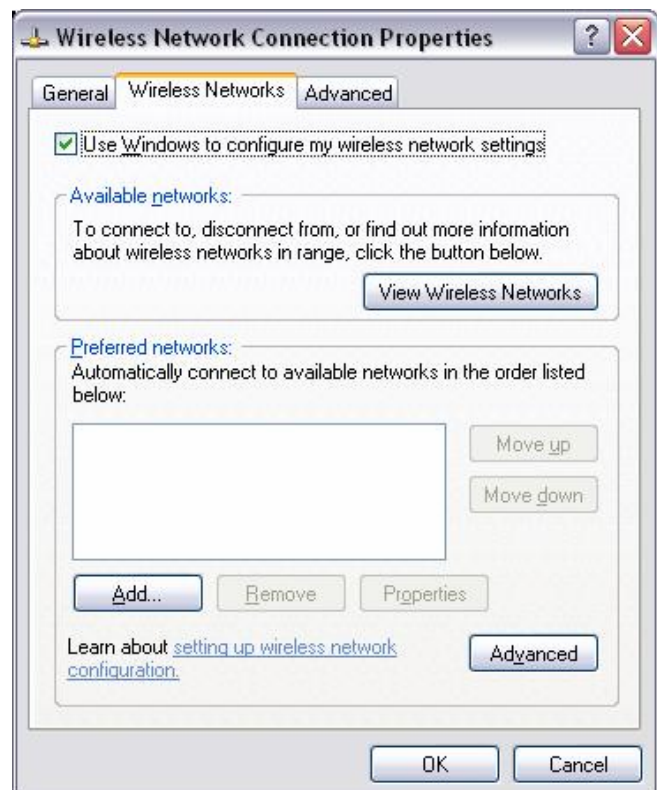 Wireless Network Connection Properties
General Wireless Networks Advanced
Use Windows to configure my wireless network settings
Available networks:
To connect to, disconnect from, or find out more information
about wireless networks in range, click the button below.
View Wireless Networks
Preferred networks:
Automatically connect to available networks in the order listed
below:
Move up
Move down
Add... Remove Properties
Learn about setting up wireless network
configuration.
Advanced
OK Cancel